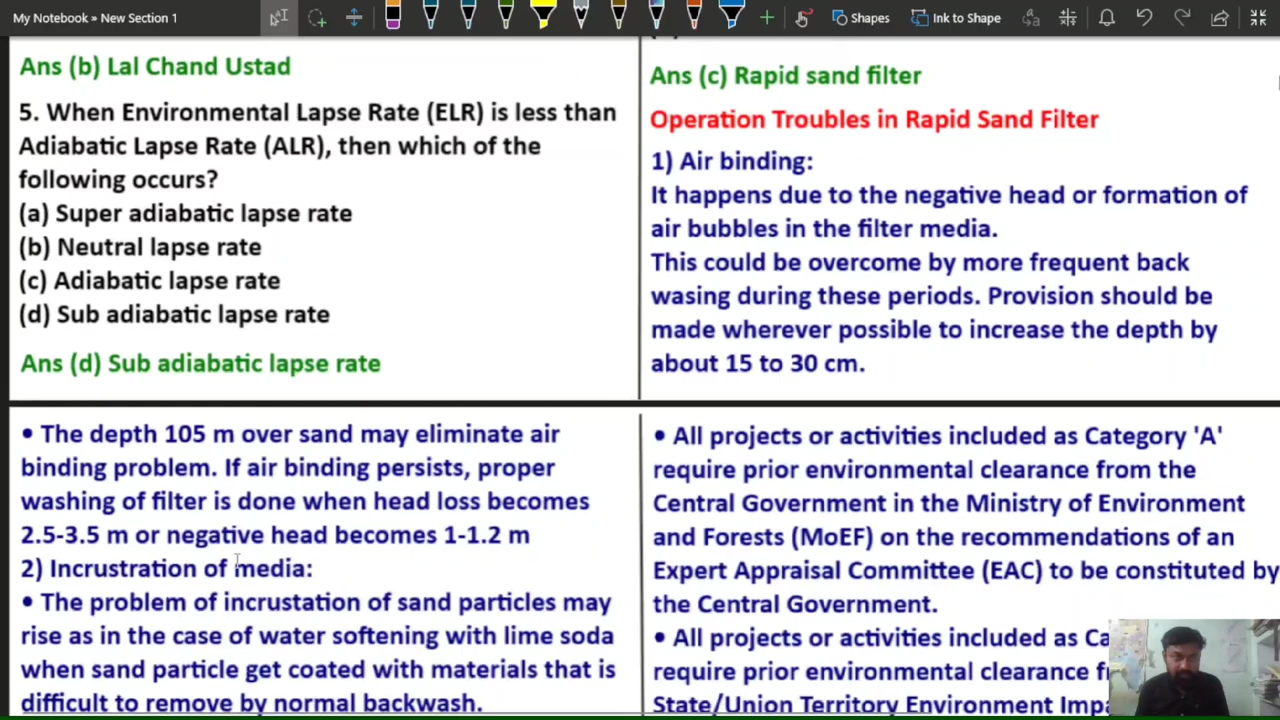 My Notebook » New Section 1
Shapes
Ink to Shape
Ans (b) Lal Chand Ustad
5. When Environmental Lapse Rate (ELR) is less than
Adiabatic Lapse Rate (ALR), then which of the
following occurs?
(a) Super adiabatic lapse rate
(b) Neutral lapse rate
(c) Adiabatic lapse rate
(d) Sub adiabatic lapse rate
Ans (d) Sub adiabatic lapse rate
Ans (c) Rapid sand filter
Operation Troubles in Rapid Sand Filter
1) Air binding:
It happens due to the negative head or formation of
air bubbles in the filter media.
This could be overcome by more frequent back
wasing during these periods. Provision should be
made wherever possible to increase the depth by
about 15 to 30 cm.
• The depth 105 m over sand may eliminate air
binding problem. If air binding persists, proper
washing of filter is done when head loss becomes
2.5-3.5 m or negative head becomes 1-1.2 m
2) Incrustration of media:
• The problem of incrustation of sand particles may
rise as in the case of water softening with lime soda
when sand particle get coated with materials that is
difficult to remove by normal backwash.
• All projects or activities included as Category 'A'
require prior environmental clearance from the
Central Government in the Ministry of Environment
and Forests (MoEF) on the recommendations of an
Expert Appraisal Committee (EAC) to be constituted by
the Central Government.
• All projects or activities included as Ca
require prior environmental clearance f
State/Union Territory Environment Impa